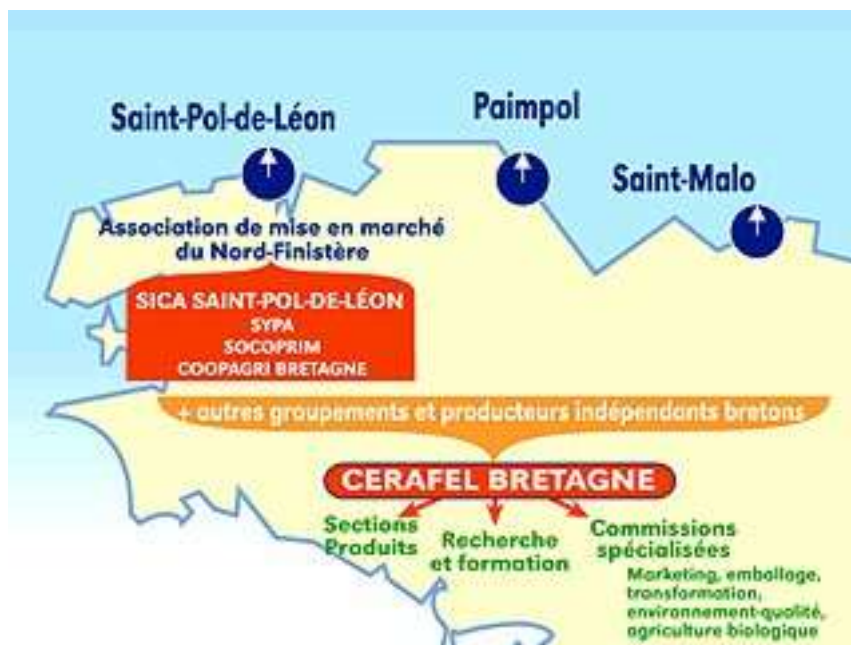 Saint-Pol-de-Léon
Paimpol
Saint-Malo
Association de mise en marché
du Nord-Finistère
SICA SAINT-POL-DE-LÉON
SYPA
SOCOPRIM
COOPAGRI BRETAGNE
+ autres groupements et producteurs indépendants bretons
CERAFEL BRETAGNE
Sections
Produits
Recherche
et formation
Commissions
spécialisées
Marketing, emballage,
transformation,
environnement-qualité,
agriculture biologique